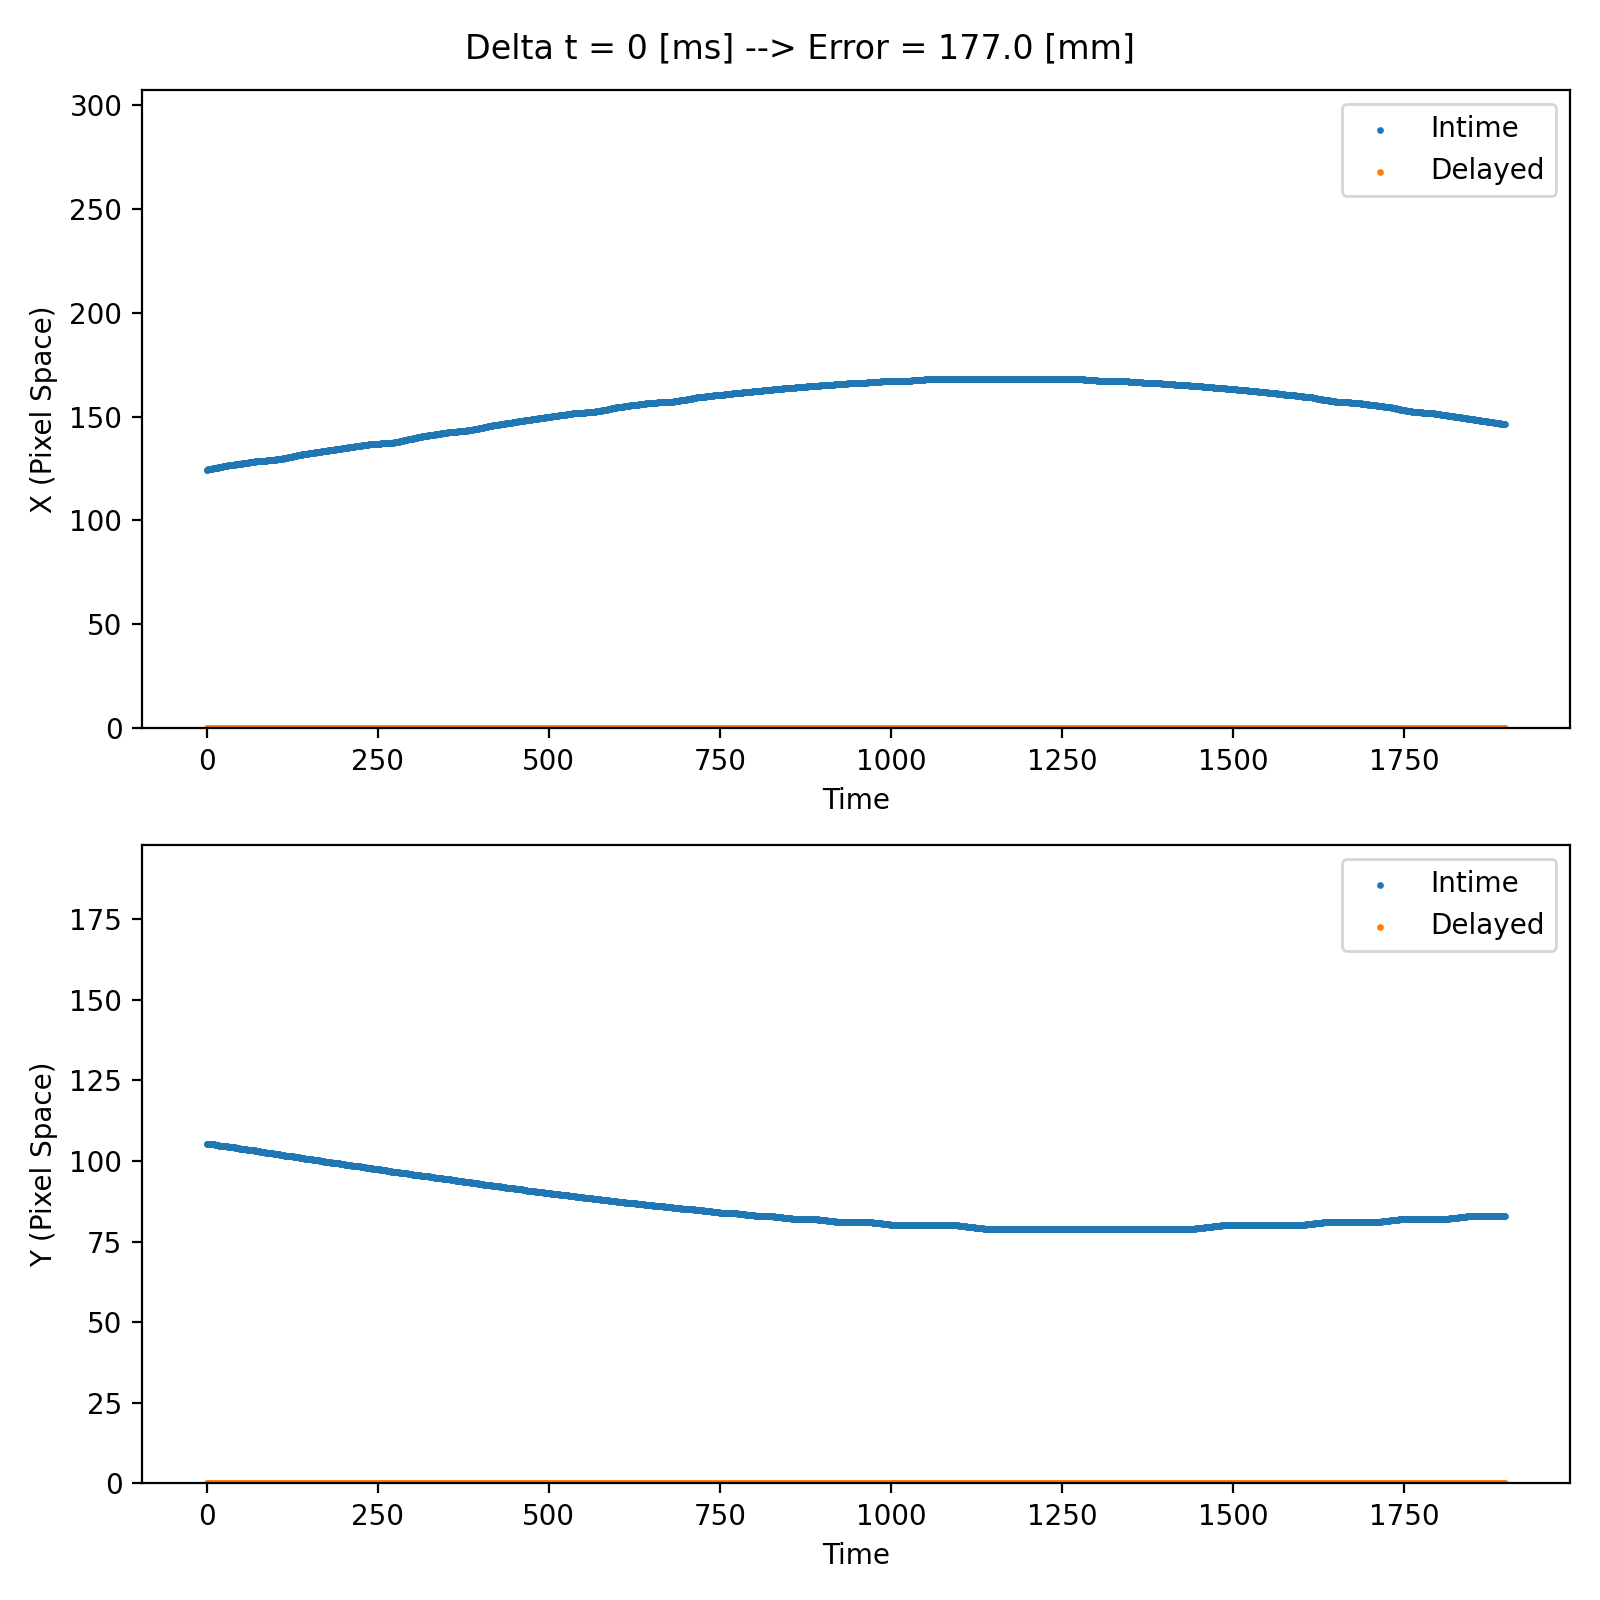 Delta t = 0 [ms] --> Error = 177.0 [mm]
300
250
200
150
100
50
0
X (Pixel Space)
Intime
Delayed
0 250 500 750 1000 1250 1500 1750
Time
175
150
125
100
75
50
25
0
Y (Pixel Space)
Intime
Delayed
0 250 500 750 1000 1250 1500 1750
Time